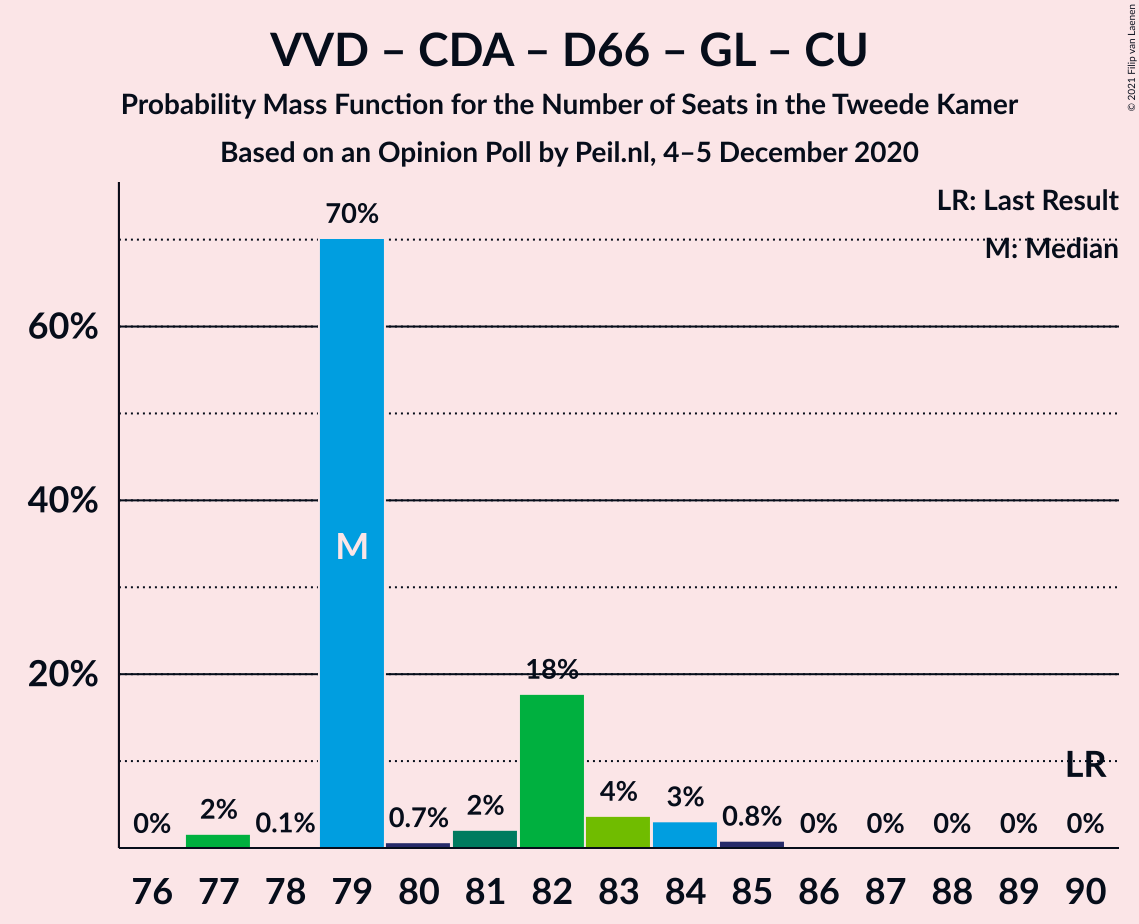 VVD – CDA – D66 – GL – CU
Probability Mass Function for the Number of Seats in the Tweede Kamer
Based on an Opinion Poll by Peil.nl, 4–5 December 2020
© 2021 Filip van Laenen
LR: Last Result
M: Median
60%
40%
20%
0% 2% 0.1% 70% 0.7% 2% 18% 4% 3% 0.8% 0% 0% 0% 0% 0%
M
LR
76 77 78 79 80 81 82 83 84 85 86 87 88 89 90